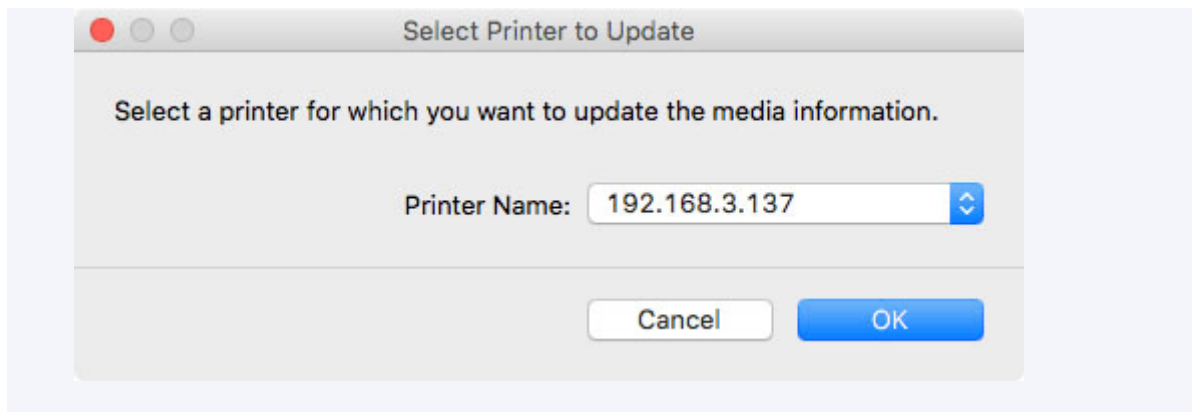 Select Printer to Update
Select a printer for which you want to update the media information.
Printer Name: 192.168.3.137
Cancel OK